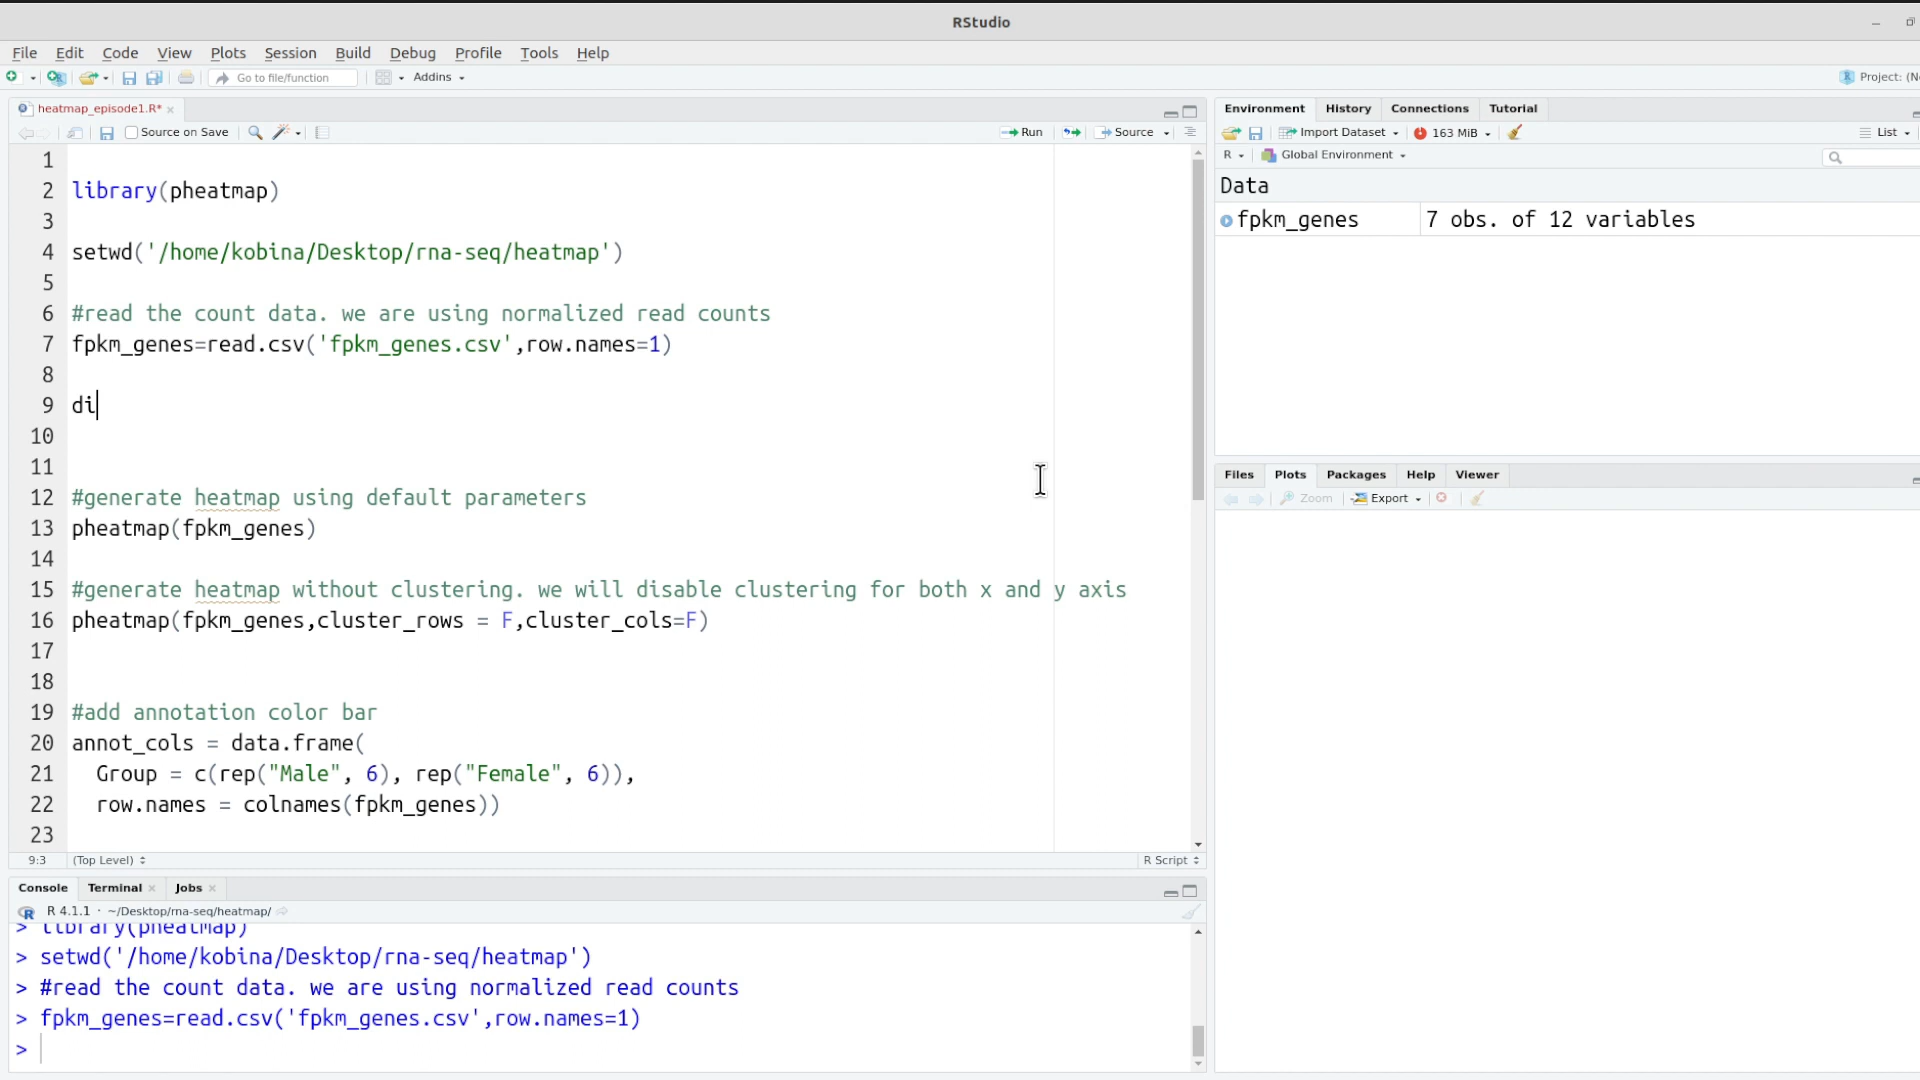 RStudio
File Edit Code View Plots Session Build Debug Profile Tools Help
Go to file/function Addins Project: (N
heatmap_episode1.R*
Source on Save Run Source
1
2 library(pheatmap)
3
4 setwd('/home/kobina/Desktop/rna-seq/heatmap')
5
6 #read the count data. we are using normalized read counts
7 fpkm_genes=read.csv('fpkm_genes.csv',row.names=1)
8
9 di
10
11
12 #generate heatmap using default parameters
13 pheatmap(fpkm_genes)
14
15 #generate heatmap without clustering. we will disable clustering for both x and y axis
16 pheatmap(fpkm_genes,cluster_rows = F,cluster_cols=F)
17
18
19 #add annotation color bar
20 annot_cols = data.frame(
21 Group = c(rep("Male", 6), rep("Female", 6)),
22 row.names = colnames(fpkm_genes))
23
9:3 (Top Level) R Script
Console Terminal Jobs
R 4.1.1 · ~/Desktop/rna-seq/heatmap/
> library(pheatmap)
> setwd('/home/kobina/Desktop/rna-seq/heatmap')
> #read the count data. we are using normalized read counts
> fpkm_genes=read.csv('fpkm_genes.csv',row.names=1)
>
Environment History Connections Tutorial
Import Dataset 163 MiB List
R Global Environment
Data
fpkm_genes 7 obs. of 12 variables
Files Plots Packages Help Viewer
Zoom Export